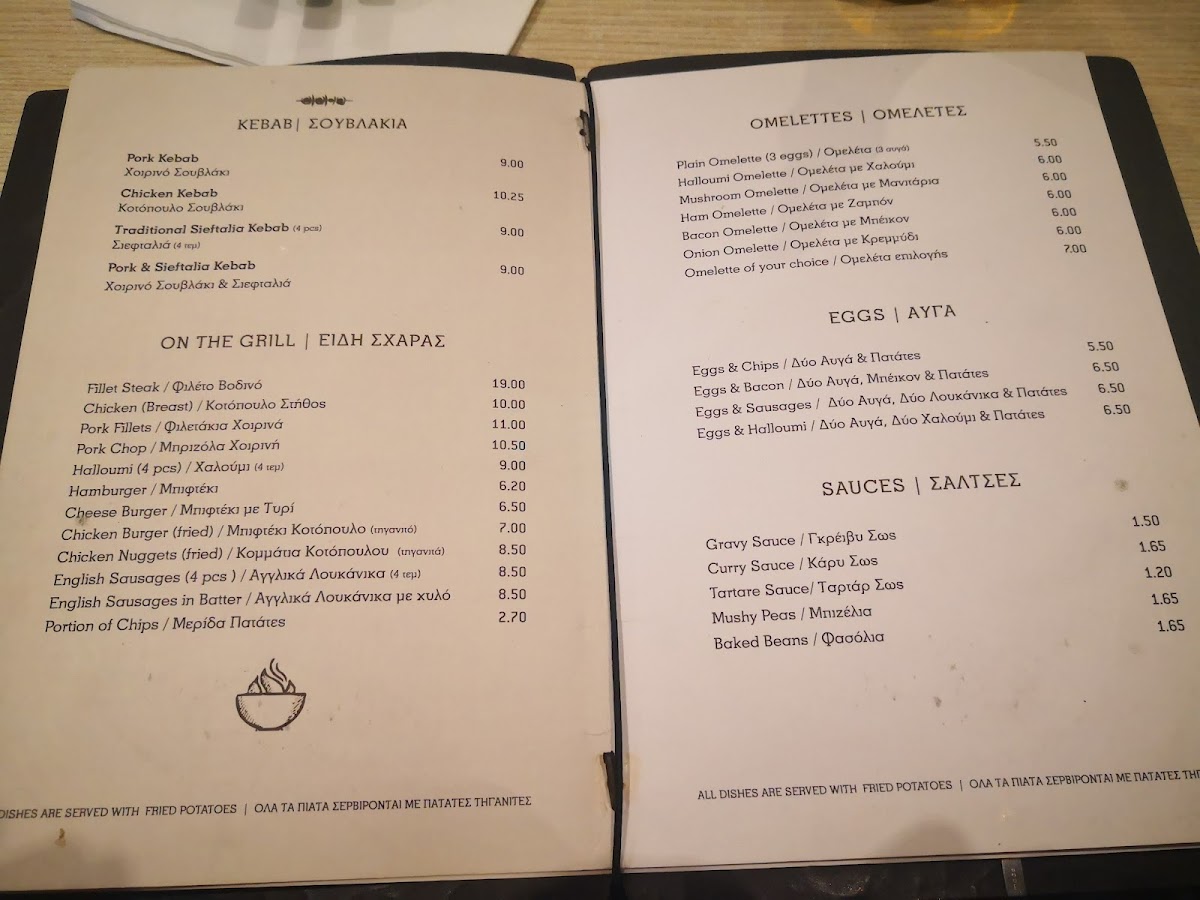 KEBAB| ΣΟΥΒΛΑΚΙΑ
Pork Kebab 9.00
Χοιρινό Σουβλάκι
Chicken Kebab 10.25
Κοτόπουλο Σουβλάκι
Traditional Sieftalia Kebab (4 pcs) 9.00
Σιεφταλιά (4 τεμ)
Pork & Sieftalia Kebab 9.00
Χοιρινό Σουβλάκι & Σιεφταλιά
ON THE GRILL | ΕΙΔΗ ΣΧΑΡΑΣ
Fillet Steak / Φιλέτο Βοδινό 19.00
Chicken (Breast) / Κοτόπουλο Στήθος 10.00
Pork Fillets / Φιλετάκια Χοιρινά 11.00
Pork Chop / Μπριζόλα Χοιρινή 10.50
Halloumi (4 pcs) / Χαλούμι (4 τεμ) 9.00
Hamburger / Μπιφτέκι 6.20
Cheese Burger / Μπιφτέκι με Τυρί 6.50
Chicken Burger (fried) / Μπιφτέκι Κοτόπουλο (τηγανιτό) 7.00
Chicken Nuggets (fried) / Κομμάτια Κοτόπουλου (τηγανιτά) 8.50
English Sausages (4 pcs ) / Αγγλικά Λουκάνικα (4 τεμ) 8.50
English Sausages in Batter / Αγγλικά Λουκάνικα με χυλό 8.50
Portion of Chips / Μερίδα Πατάτες 2.70
DISHES ARE SERVED WITH FRIED POTATOES | ΟΛΑ ΤΑ ΠΙΑΤΑ ΣΕΡΒΙΡΟΝΤΑΙ ΜΕ ΠΑΤΑΤΕΣ ΤΗΓΑΝΙΤΕΣ
OMELETTES | ΟΜΕΛΕΤΕΣ
Plain Omelette (3 eggs) / Ομελέτα (3 αυγά) 5.50
Halloumi Omelette / Ομελέτα με Χαλούμι 6.00
Mushroom Omelette / Ομελέτα με Μανιτάρια 6.00
Ham Omelette / Ομελέτα με Ζαμπόν 6.00
Bacon Omelette / Ομελέτα με Μπέικον 6.00
Onion Omelette / Ομελέτα με Κρεμμύδι 6.00
Omelette of your choice / Ομελέτα επιλογής 7.00
EGGS | ΑΥΓΑ
Eggs & Chips / Δύο Αυγά & Πατάτες 5.50
Eggs & Bacon / Δύο Αυγά, Μπέικον & Πατάτες 6.50
Eggs & Sausages / Δύο Αυγά, Δύο Λουκάνικα & Πατάτες 6.50
Eggs & Halloumi / Δύο Αυγά, Δύο Χαλούμι & Πατάτες 6.50
SAUCES | ΣΑΛΤΣΕΣ
Gravy Sauce / Γκρέιβυ Σως 1.50
Curry Sauce / Κάρυ Σως 1.65
Tartare Sauce/ Ταρτάρ Σως 1.20
Mushy Peas / Μπιζέλια 1.65
Baked Beans / Φασόλια 1.65
ALL DISHES ARE SERVED WITH FRIED POTATOES | ΟΛΑ ΤΑ ΠΙΑΤΑ ΣΕΡΒΙΡΟΝΤΑΙ ΜΕ ΠΑΤΑΤΕΣ